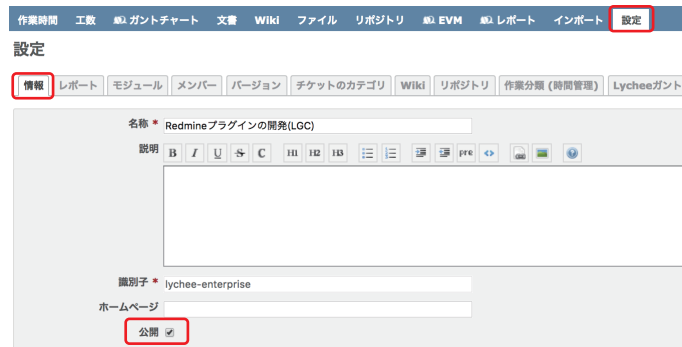 作業時間 工数 ガントチャート 文書 Wiki ファイル リポジトリ EVM レポート インポート 設定
設定
情報 レポート モジュール メンバー バージョン チケットのカテゴリ Wiki リポジトリ 作業分類 (時間管理) Lycheeガント
名称 * Redmineプラグインの開発(LGC)
説明 B I U S C H1 H2 H3 pre <>
識別子 * lychee-enterprise
ホームページ
公開